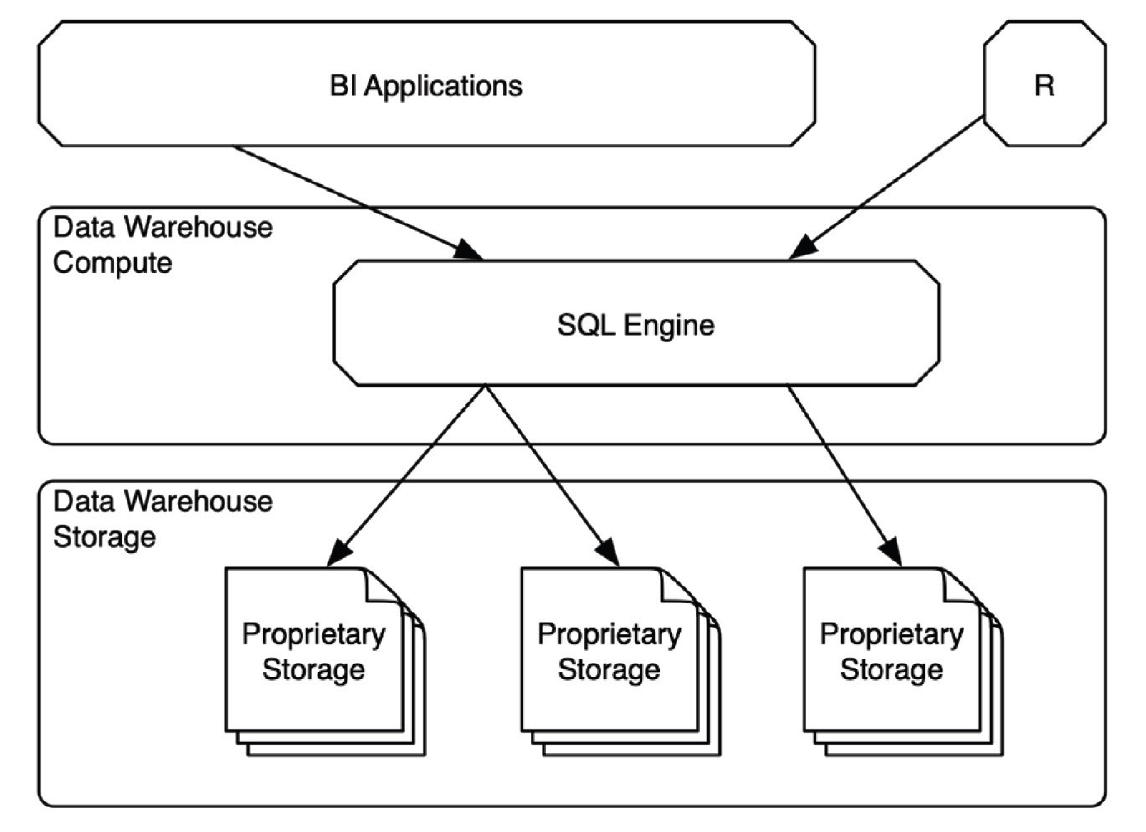 BI Applications
R
Data Warehouse
Compute
SQL Engine
Data Warehouse
Storage
Proprietary
Storage
Proprietary
Storage
Proprietary
Storage